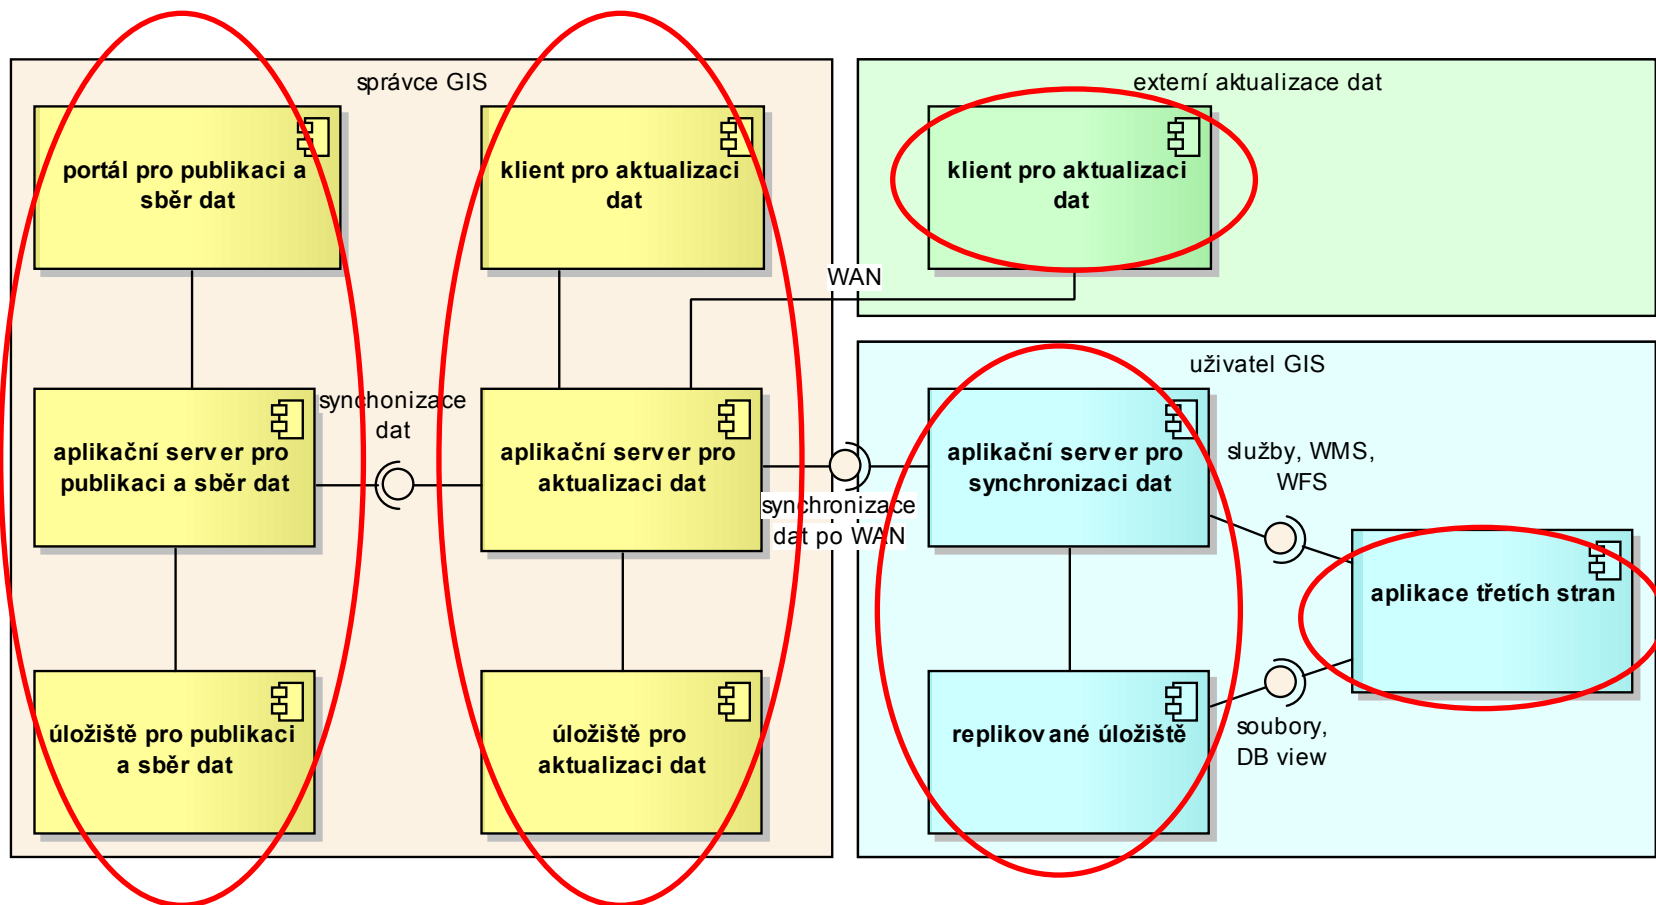 správce GIS
externí aktualizace dat
portál pro publikaci a
sběr dat
klient pro aktualizaci
dat
klient pro aktualizaci
dat
WAN
uživatel GIS
synchonizace
dat
aplikační server pro
publikaci a sběr dat
aplikační server pro
aktualizaci dat
aplikační server pro
synchronizaci dat
služby, WMS,
WFS
synchronizace
dat po WAN
aplikace třetích stran
úložiště pro publikaci
a sběr dat
úložiště pro
aktualizaci dat
replikované úložiště
soubory,
DB view